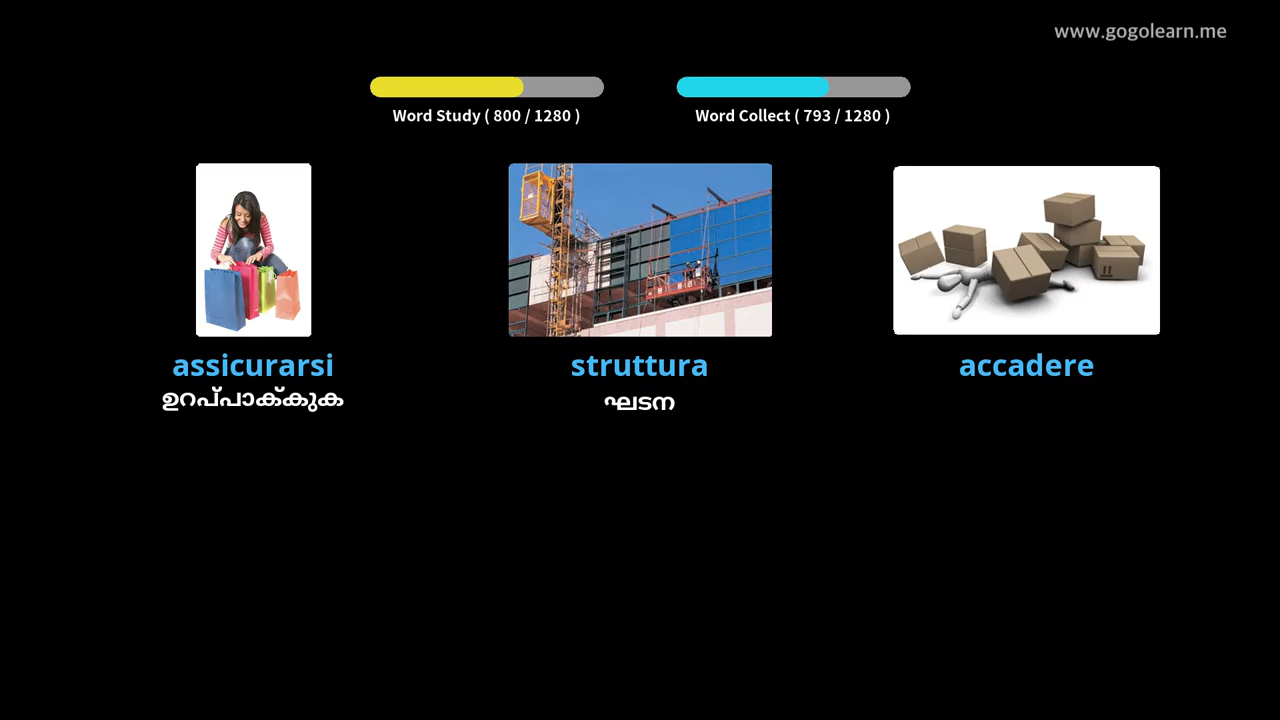 www.gogolearn.me
Word Study ( 800 / 1280 )
Word Collect ( 793 / 1280 )
assicurarsi
ഉറപ്പാക്കുക
struttura
ഘടന
accadere